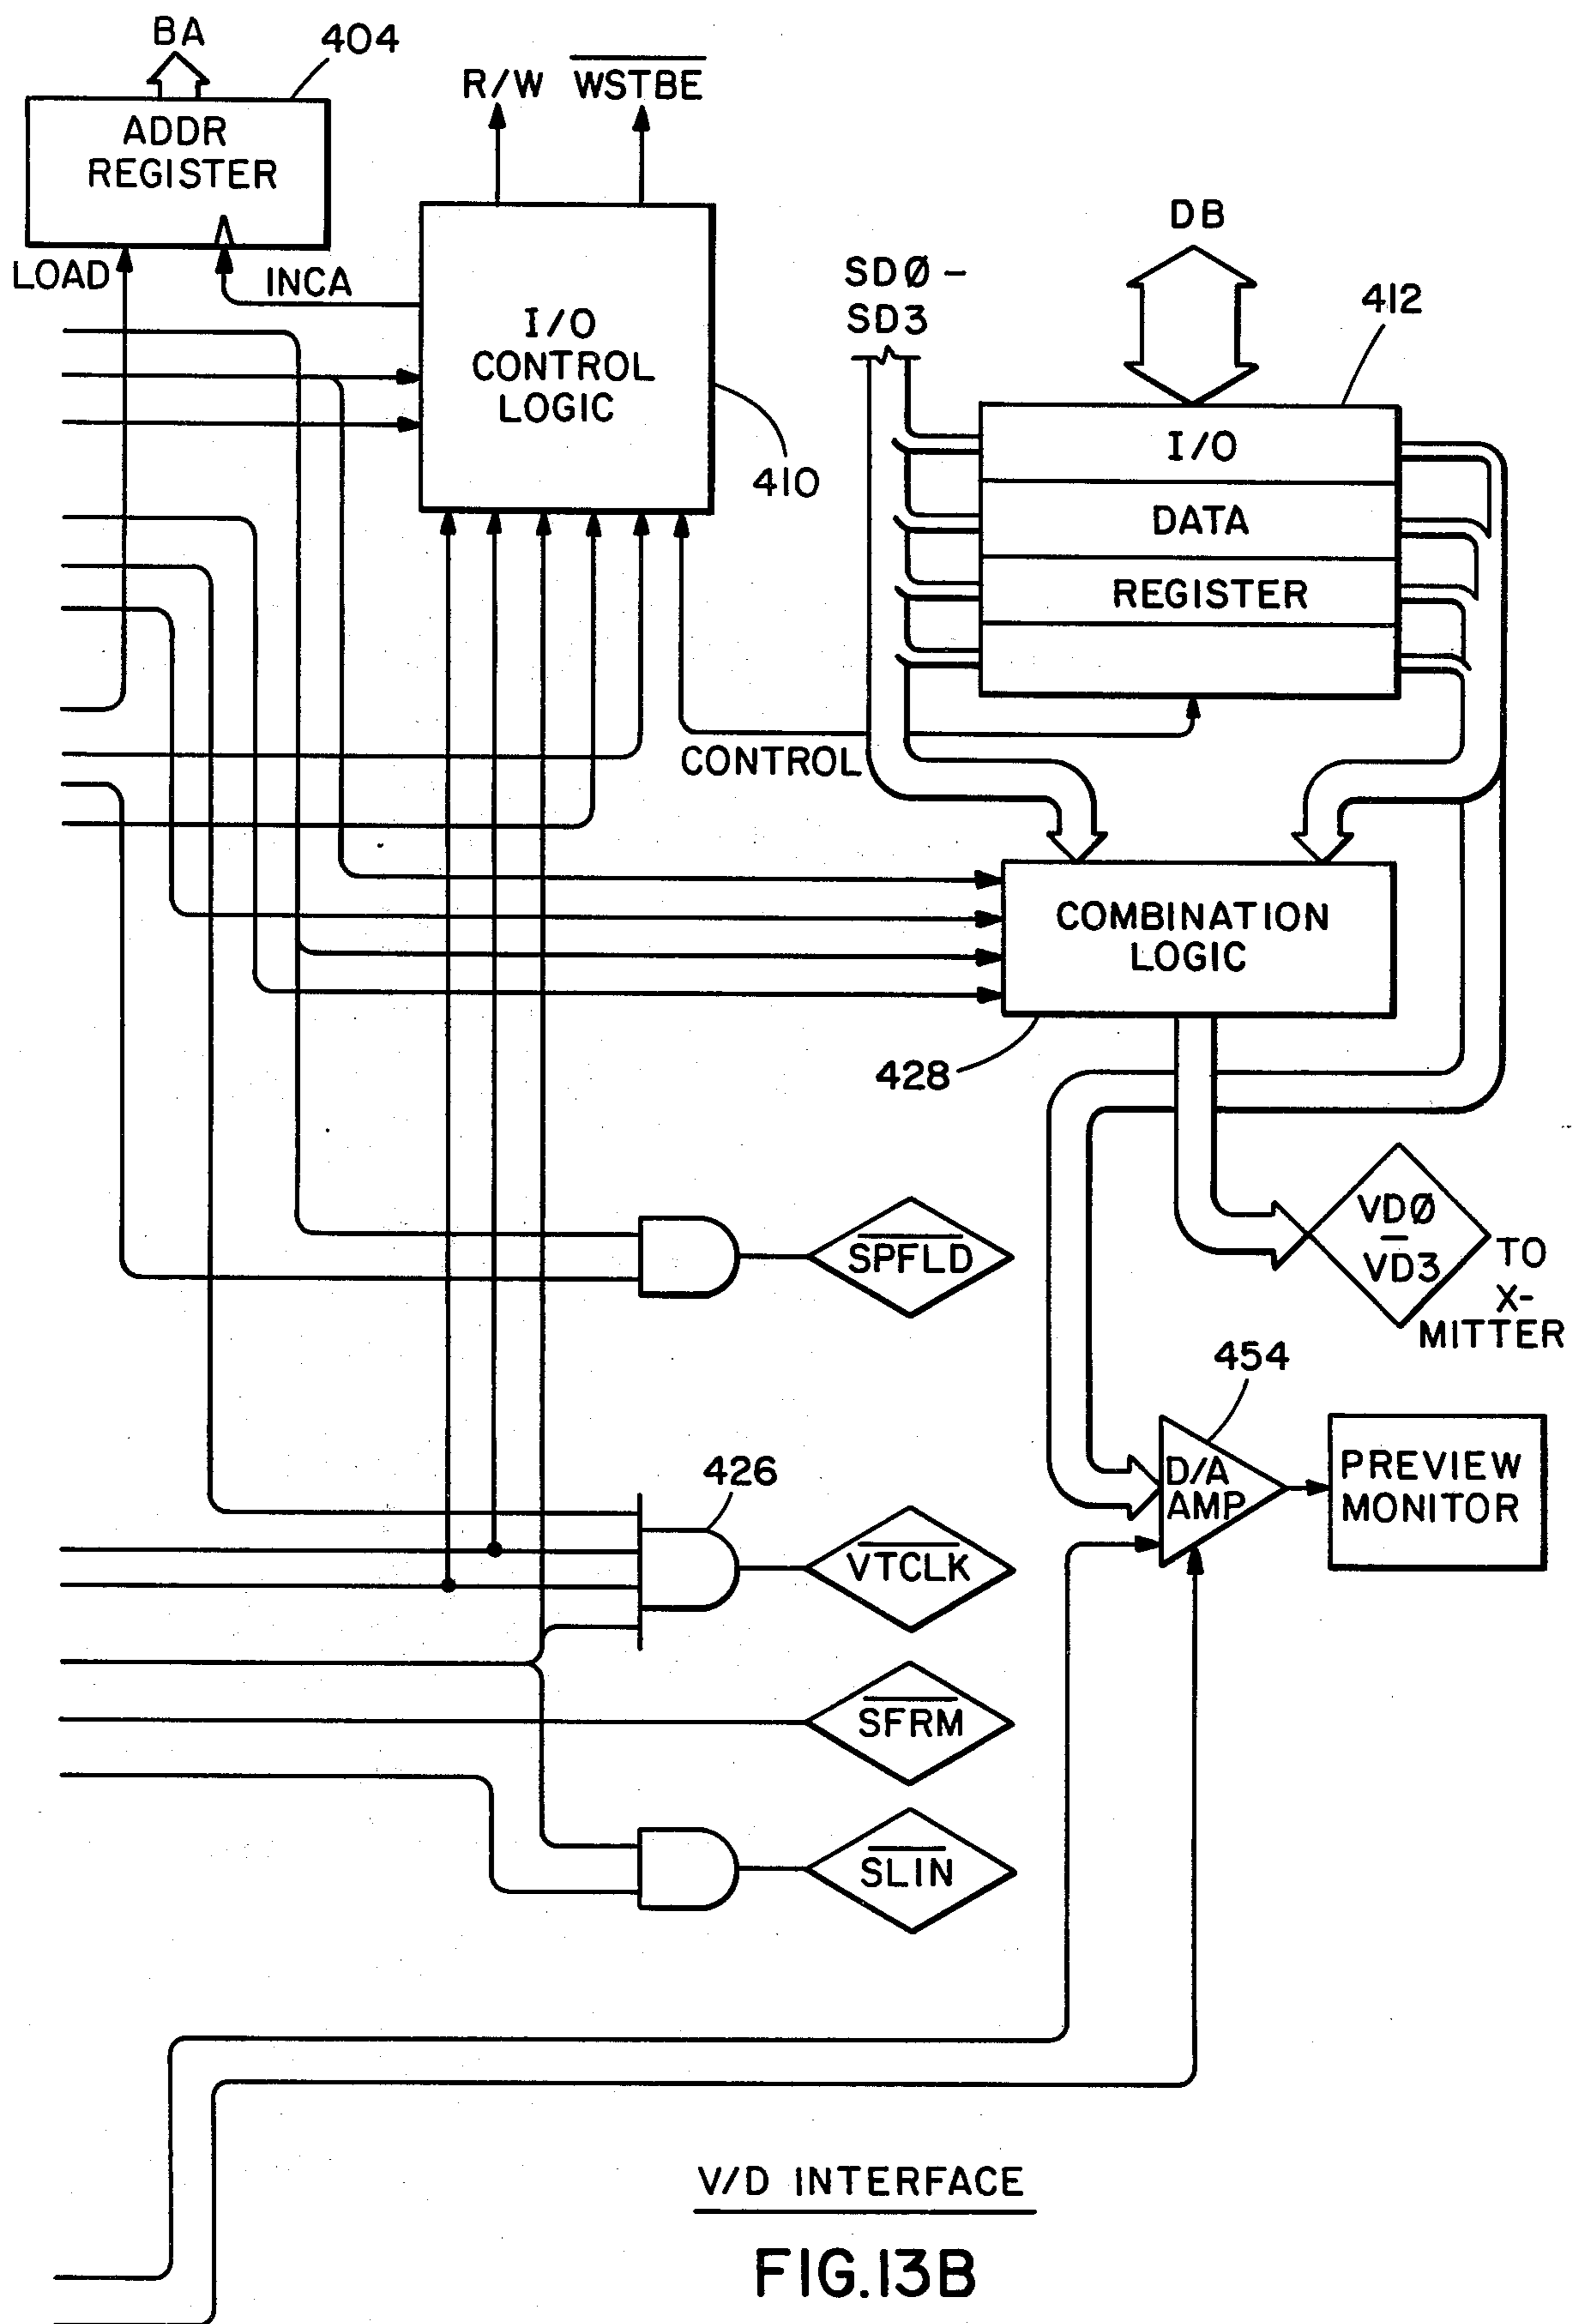 BA
404
ADDR
REGISTER
LOAD
INCA
R/W
WSTBE
I/O
CONTROL
LOGIC
410
SDØ -
SD3
DB
412
I/O
DATA
REGISTER
CONTROL
COMBINATION
LOGIC
428
SPFLD
VDØ
-
VD3
TO
X-
MITTER
454
D/A
AMP
PREVIEW
MONITOR
426
VTCLK
SFRM
SLIN
V/D INTERFACE
FIG.13B